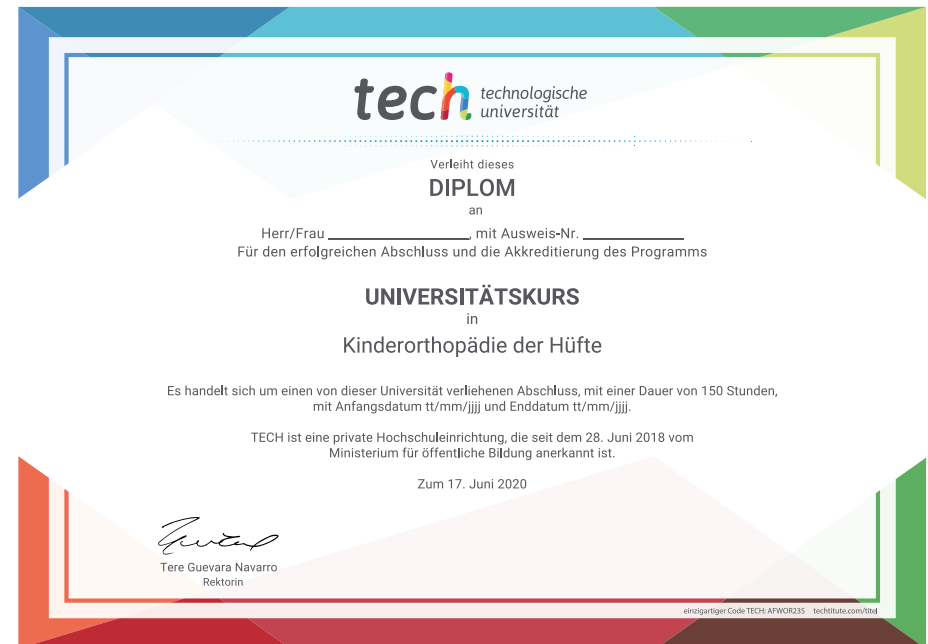 tech technologische
universität
Verleiht dieses
DIPLOM
an
Herr/Frau ____________, mit Ausweis-Nr. ____________
Für den erfolgreichen Abschluss und die Akkreditierung des Programms
UNIVERSITÄTSKURS
in
Kinderorthopädie der Hüfte
Es handelt sich um einen von dieser Universität verliehenen Abschluss, mit einer Dauer von 150 Stunden,
mit Anfangsdatum tt/mm/jjjj und Enddatum tt/mm/jjjj.
TECH ist eine private Hochschuleinrichtung, die seit dem 28. Juni 2018 vom
Ministerium für öffentliche Bildung anerkannt ist.
Zum 17. Juni 2020
Tere Guevara Navarro
Rektorin
einzigartiger Code TECH: AFWOR23S techtitute.com/titel